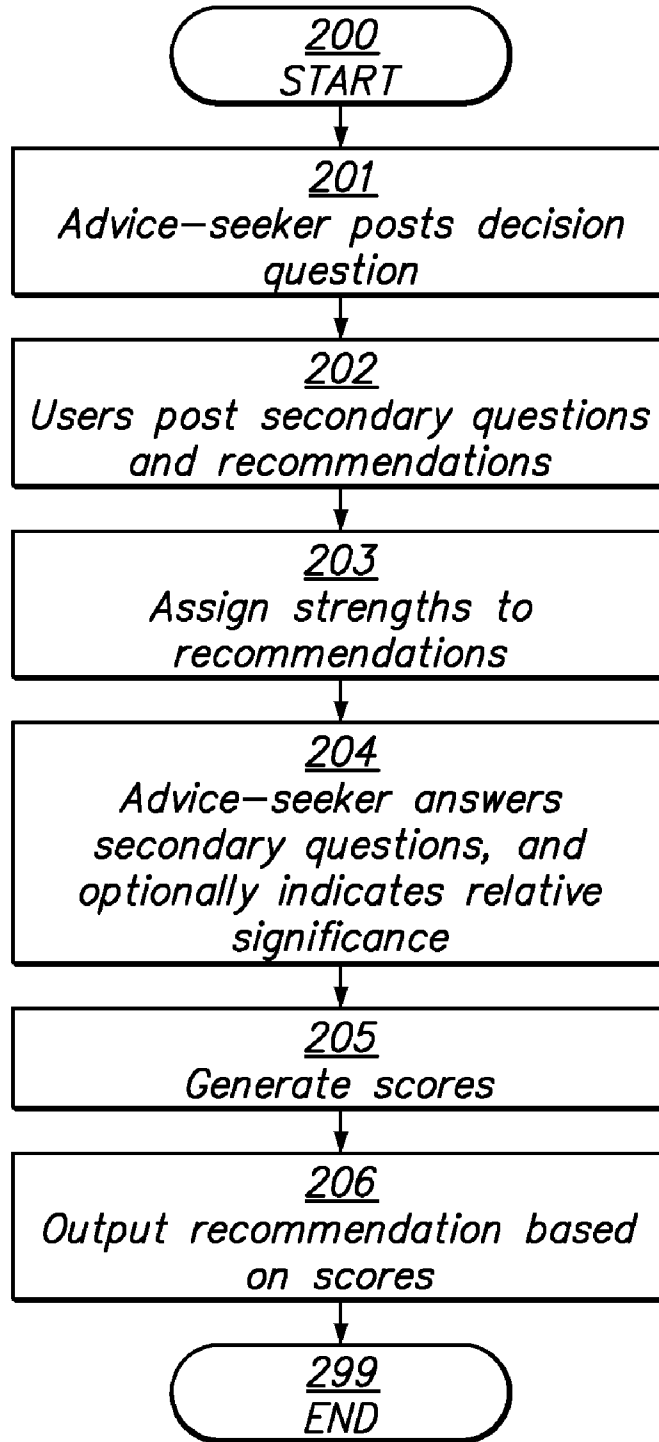 200
START
201
Advice-seeker posts decision
question
202
Users post secondary questions
and recommendations
203
Assign strengths to
recommendations
204
Advice-seeker answers
secondary questions, and
optionally indicates relative
significance
205
Generate scores
206
Output recommendation based
on scores
299
END